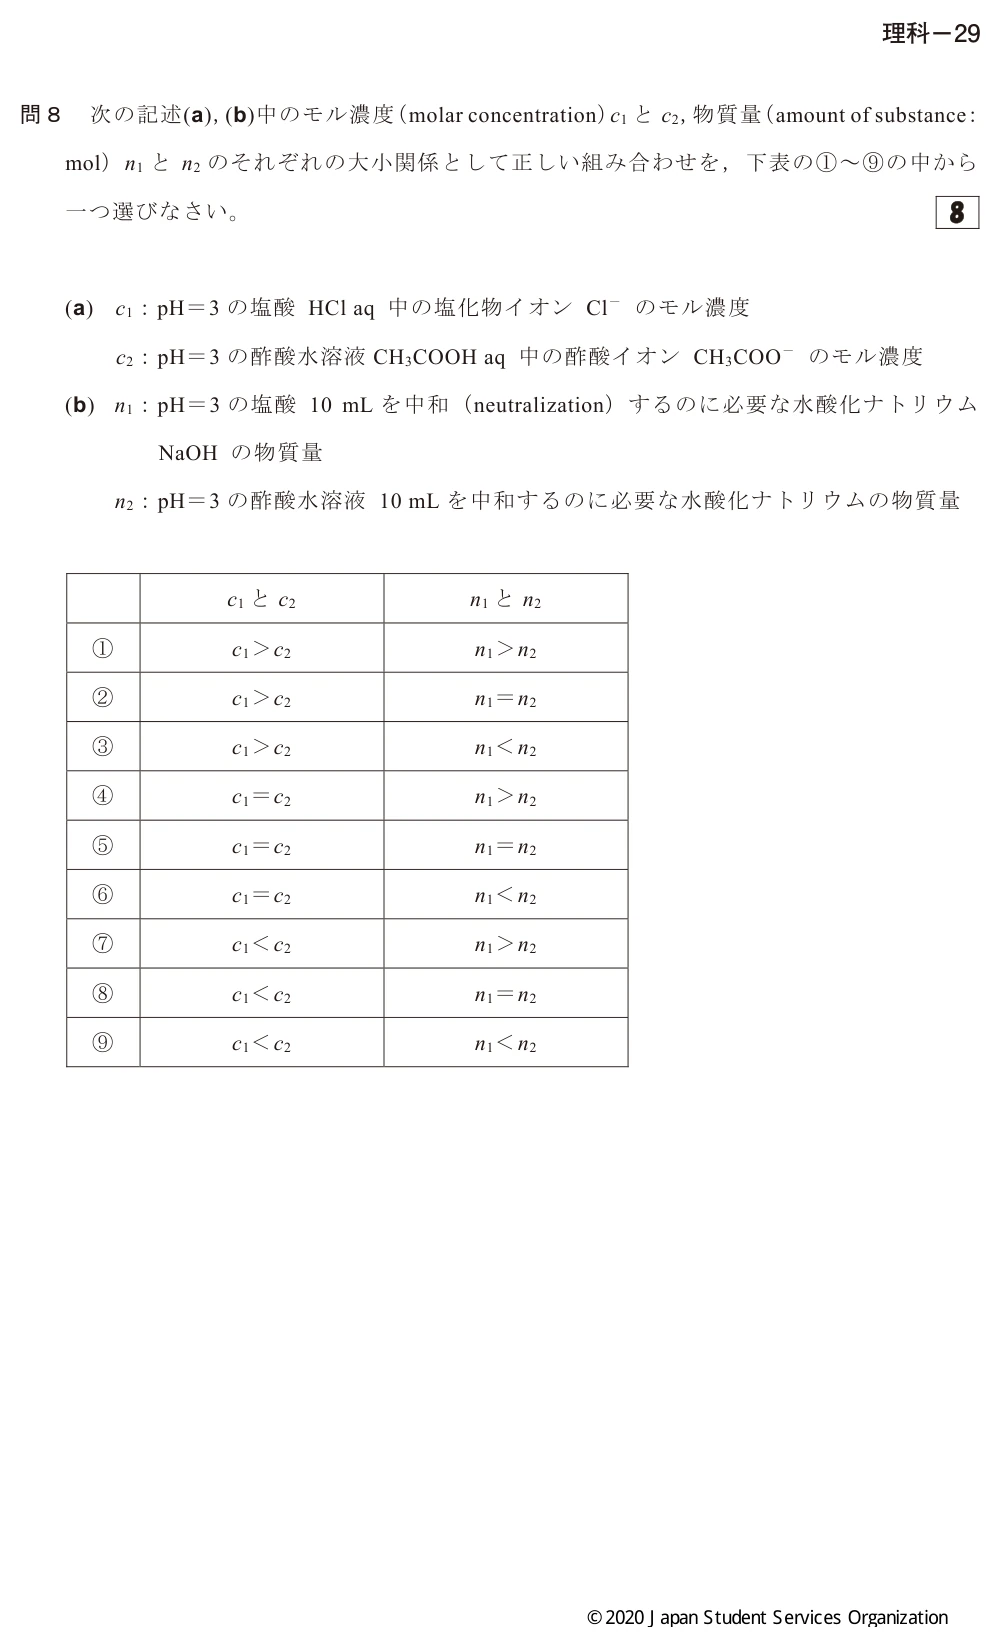 理科－29
問８　次の記述(a), (b)中のモル濃度（molar concentration）c₁ と c₂, 物質量（amount of substance :
mol）n₁ と n₂ のそれぞれの大小関係として正しい組み合わせを，下表の①～⑨の中から
一つ選びなさい。 8
(a)　c₁ : pH＝3 の塩酸 HCl aq 中の塩化物イオン Cl⁻ のモル濃度
c₂ : pH＝3 の酢酸水溶液 CH₃COOH aq 中の酢酸イオン CH₃COO⁻ のモル濃度
(b)　n₁ : pH＝3 の塩酸 10 mL を中和（neutralization）するのに必要な水酸化ナトリウム
NaOH の物質量
n₂ : pH＝3 の酢酸水溶液 10 mL を中和するのに必要な水酸化ナトリウムの物質量
c₁ と c₂　n₁ と n₂
①　c₁＞c₂　n₁＞n₂
②　c₁＞c₂　n₁＝n₂
③　c₁＞c₂　n₁＜n₂
④　c₁＝c₂　n₁＞n₂
⑤　c₁＝c₂　n₁＝n₂
⑥　c₁＝c₂　n₁＜n₂
⑦　c₁＜c₂　n₁＞n₂
⑧　c₁＜c₂　n₁＝n₂
⑨　c₁＜c₂　n₁＜n₂
© 2020 Japan Student Services Organization